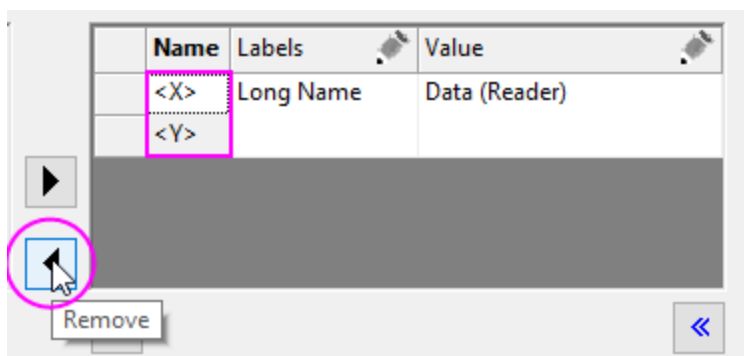 Name Labels Value
<X> Long Name Data (Reader)
<Y>
Remove